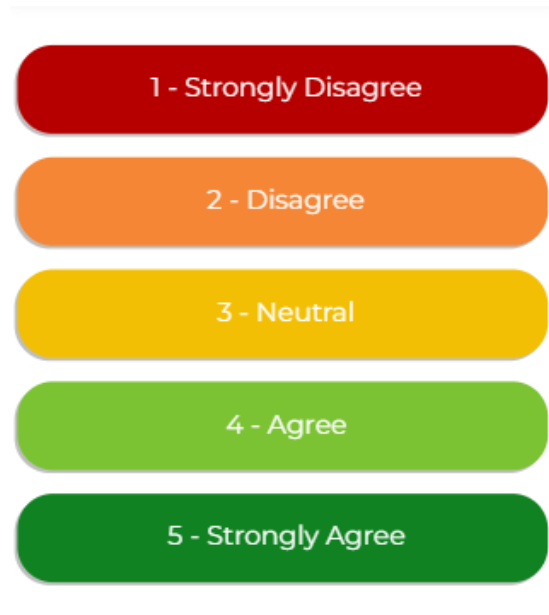 1 - Strongly Disagree
2 - Disagree
3 - Neutral
4 - Agree
5 - Strongly Agree